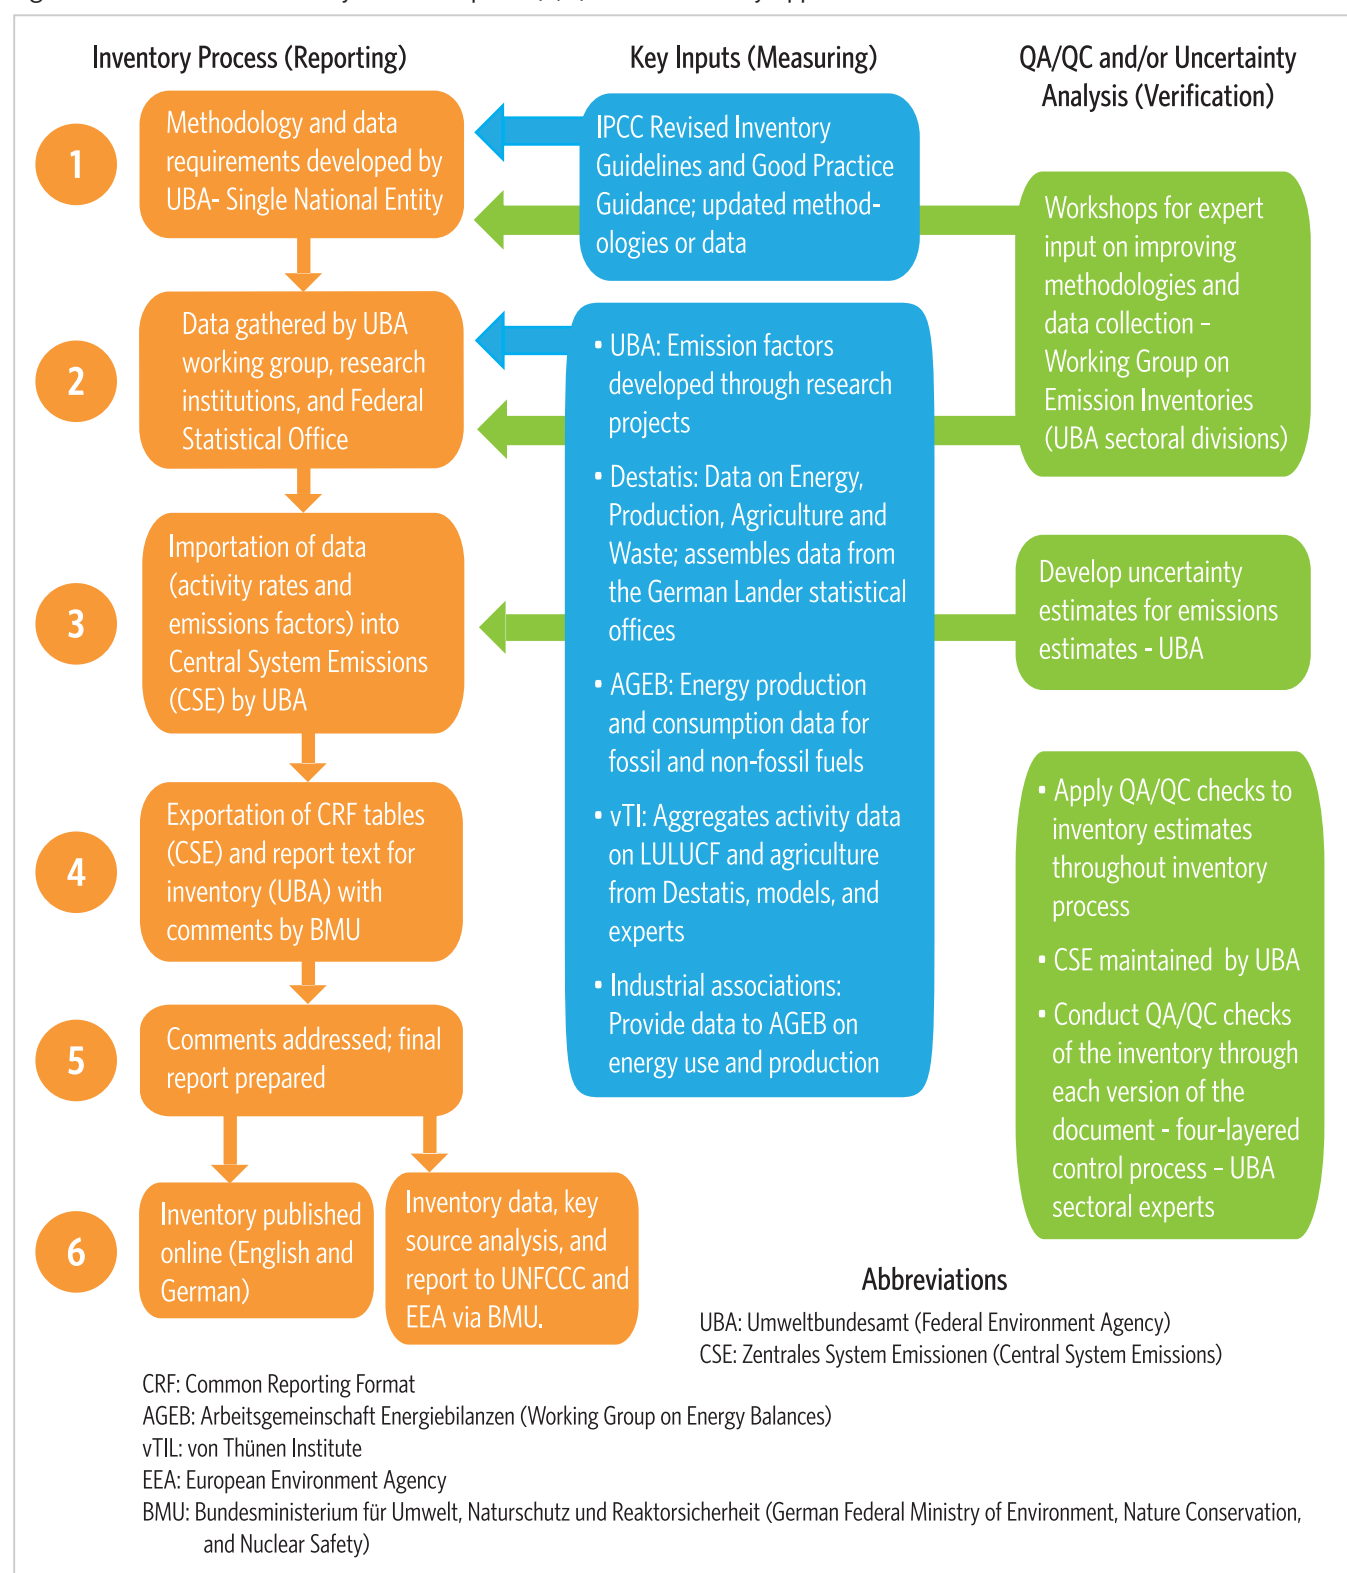 Inventory Process (Reporting)
Key Inputs (Measuring)
QA/QC and/or Uncertainty
Analysis (Verification)
1
Methodology and data
requirements developed by
UBA- Single National Entity
2
Data gathered by UBA
working group, research
institutions, and Federal
Statistical Office
3
Importation of data
(activity rates and
emissions factors) into
Central System Emissions
(CSE) by UBA
4
Exportation of CRF tables
(CSE) and report text for
inventory (UBA) with
comments by BMU
5
Comments addressed; final
report prepared
6
Inventory published
online (English and
German)
Inventory data, key
source analysis, and
report to UNFCCC and
EEA via BMU.
IPCC Revised Inventory
Guidelines and Good Practice
Guidance; updated method-
ologies or data
• UBA: Emission factors
developed through research
projects
• Destatis: Data on Energy,
Production, Agriculture and
Waste; assembles data from
the German Lander statistical
offices
• AGEB: Energy production
and consumption data for
fossil and non-fossil fuels
• vTI: Aggregates activity data
on LULUCF and agriculture
from Destatis, models, and
experts
• Industrial associations:
Provide data to AGEB on
energy use and production
Workshops for expert
input on improving
methodologies and
data collection –
Working Group on
Emission Inventories
(UBA sectoral divisions)
Develop uncertainty
estimates for emissions
estimates - UBA
• Apply QA/QC checks to
inventory estimates
throughout inventory
process
• CSE maintained by UBA
• Conduct QA/QC checks
of the inventory through
each version of the
document - four-layered
control process – UBA
sectoral experts
Abbreviations
UBA: Umweltbundesamt (Federal Environment Agency)
CSE: Zentrales System Emissionen (Central System Emissions)
CRF: Common Reporting Format
AGEB: Arbeitsgemeinschaft Energiebilanzen (Working Group on Energy Balances)
vTIL: von Thünen Institute
EEA: European Environment Agency
BMU: Bundesministerium für Umwelt, Naturschutz und Reaktorsicherheit (German Federal Ministry of Environment, Nature Conservation,
and Nuclear Safety)